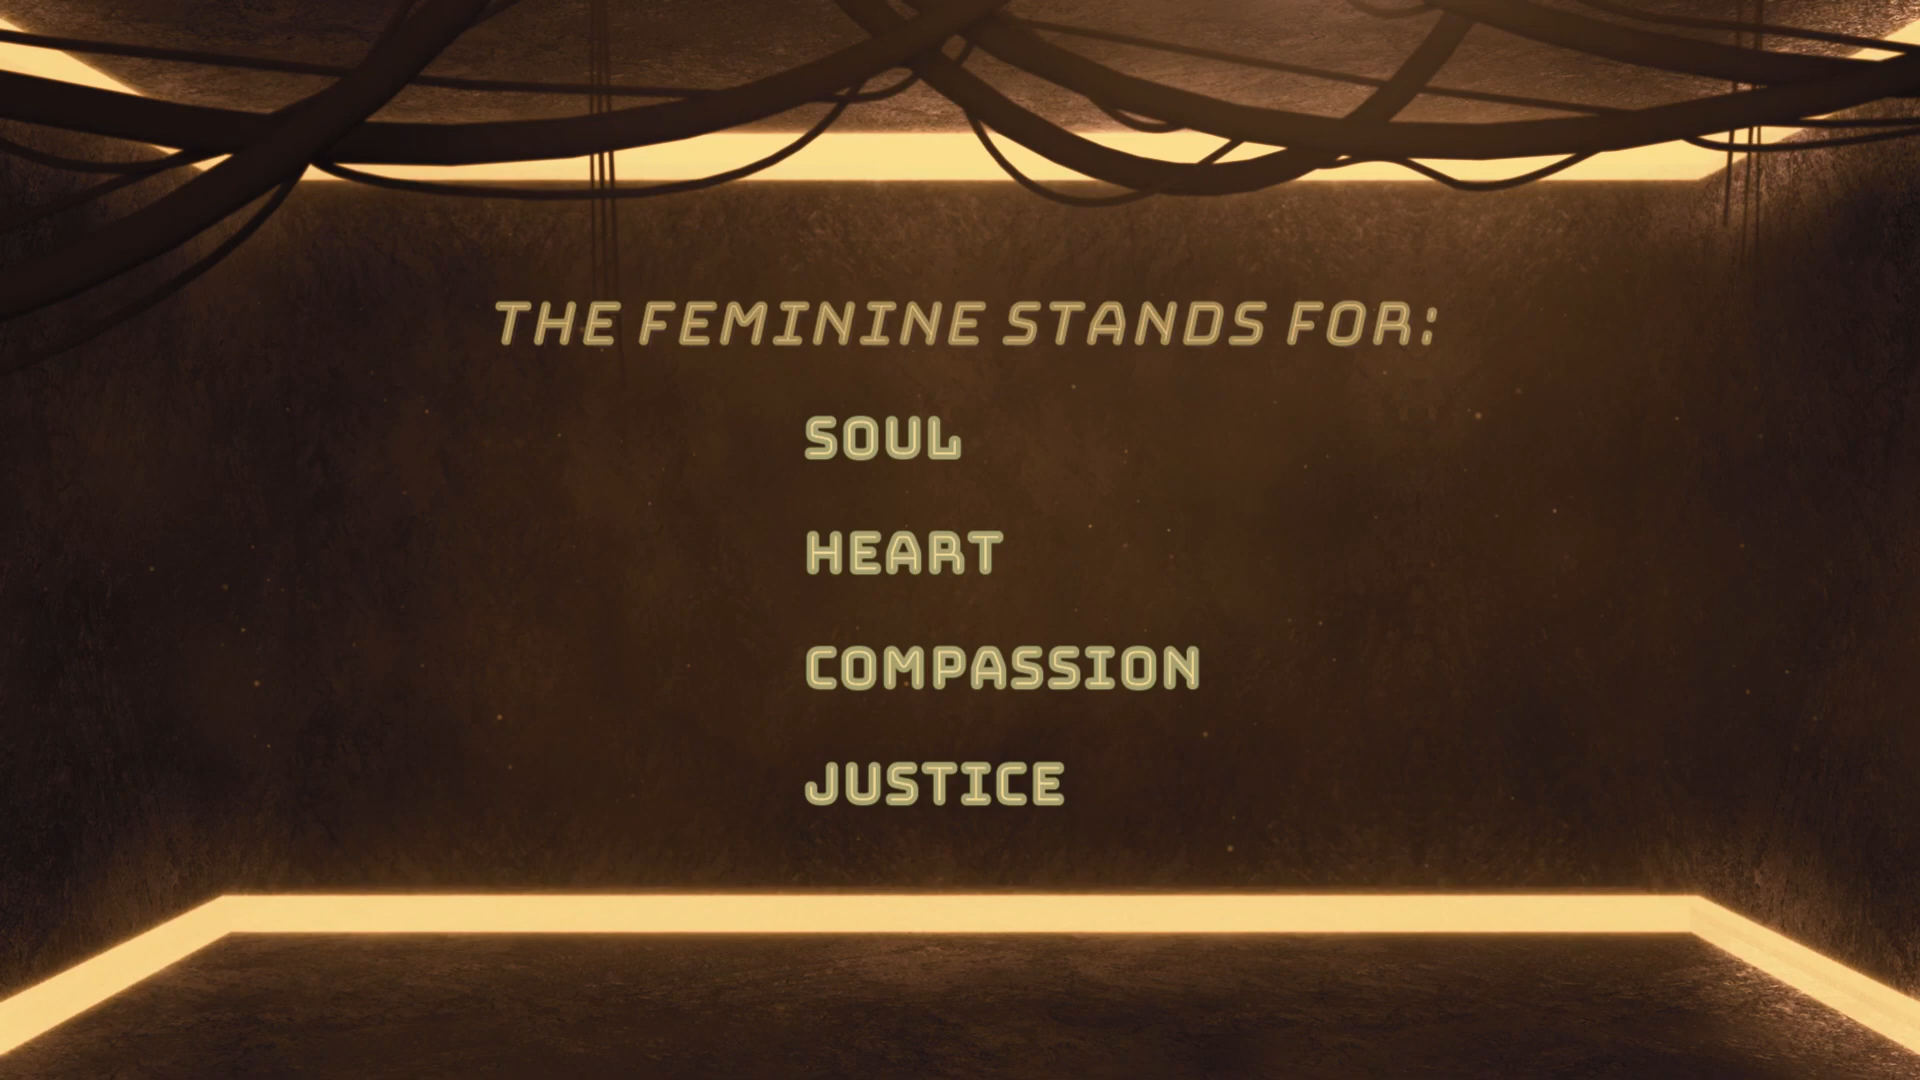 THE FEMININE STANDS FOR:
SOUL
HEART
COMPASSION
JUSTICE